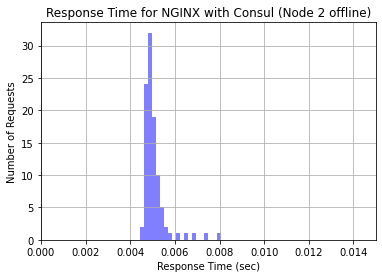 Response Time for NGINX with Consul (Node 2 offline)
Number of Requests
30
25
20
15
10
5
0
0.000 0.002 0.004 0.006 0.008 0.010 0.012 0.014
Response Time (sec)